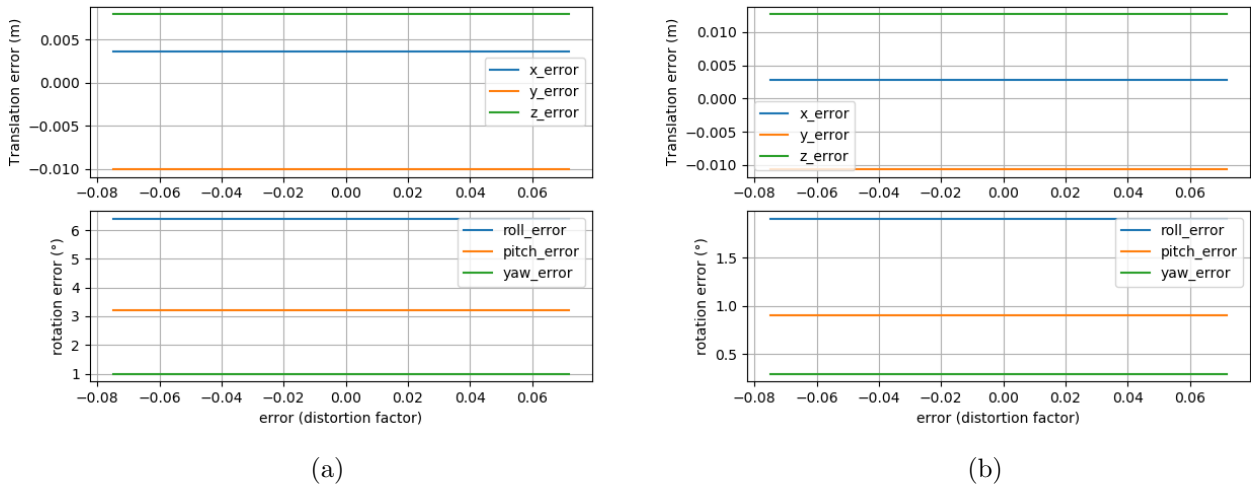 Translation error (m)
0.005
0.000
−0.005
−0.010
x_error
y_error
z_error
−0.08 −0.06 −0.04 −0.02 0.00 0.02 0.04 0.06
rotation error (°)
6
5
4
3
2
1
roll_error
pitch_error
yaw_error
−0.08 −0.06 −0.04 −0.02 0.00 0.02 0.04 0.06
error (distortion factor)
(a)
Translation error (m)
0.010
0.005
0.000
−0.005
−0.010
x_error
y_error
z_error
−0.08 −0.06 −0.04 −0.02 0.00 0.02 0.04 0.06
rotation error (°)
1.5
1.0
0.5
roll_error
pitch_error
yaw_error
−0.08 −0.06 −0.04 −0.02 0.00 0.02 0.04 0.06
error (distortion factor)
(b)